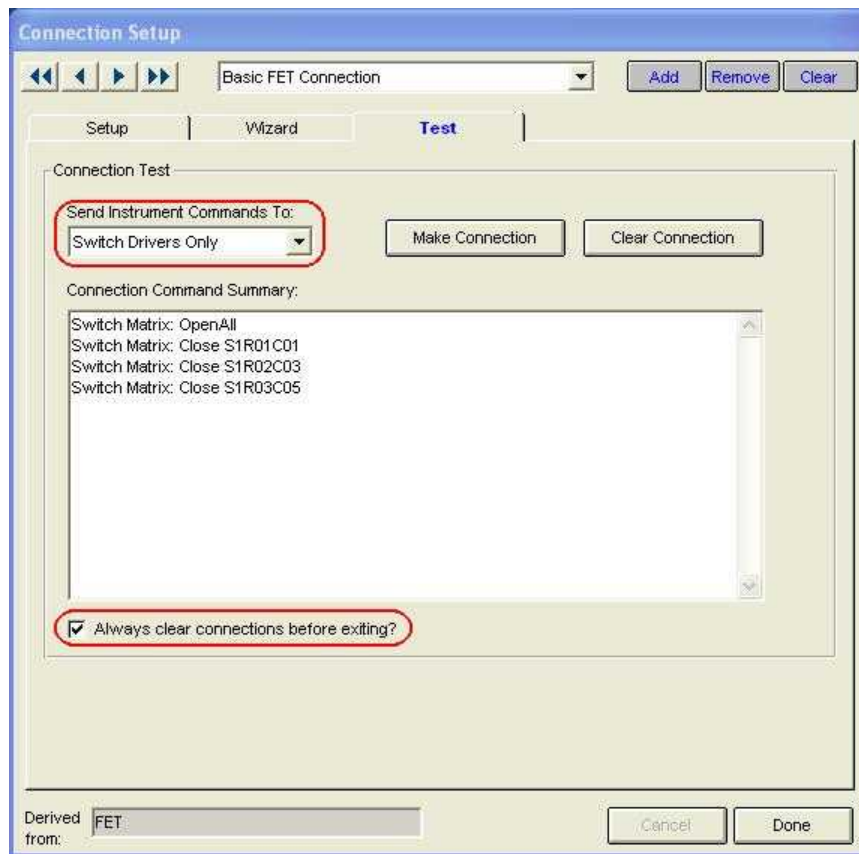 Connection Setup
Basic FET Connection
Add
Remove
Clear
Setup
Wizard
Test
Connection Test
Send Instrument Commands To:
Switch Drivers Only
Make Connection
Clear Connection
Connection Command Summary:
Switch Matrix: OpenAll
Switch Matrix: Close S1R01C01
Switch Matrix: Close S1R02C03
Switch Matrix: Close S1R03C05
Always clear connections before exiting?
Derived
from:
FET
Cancel
Done